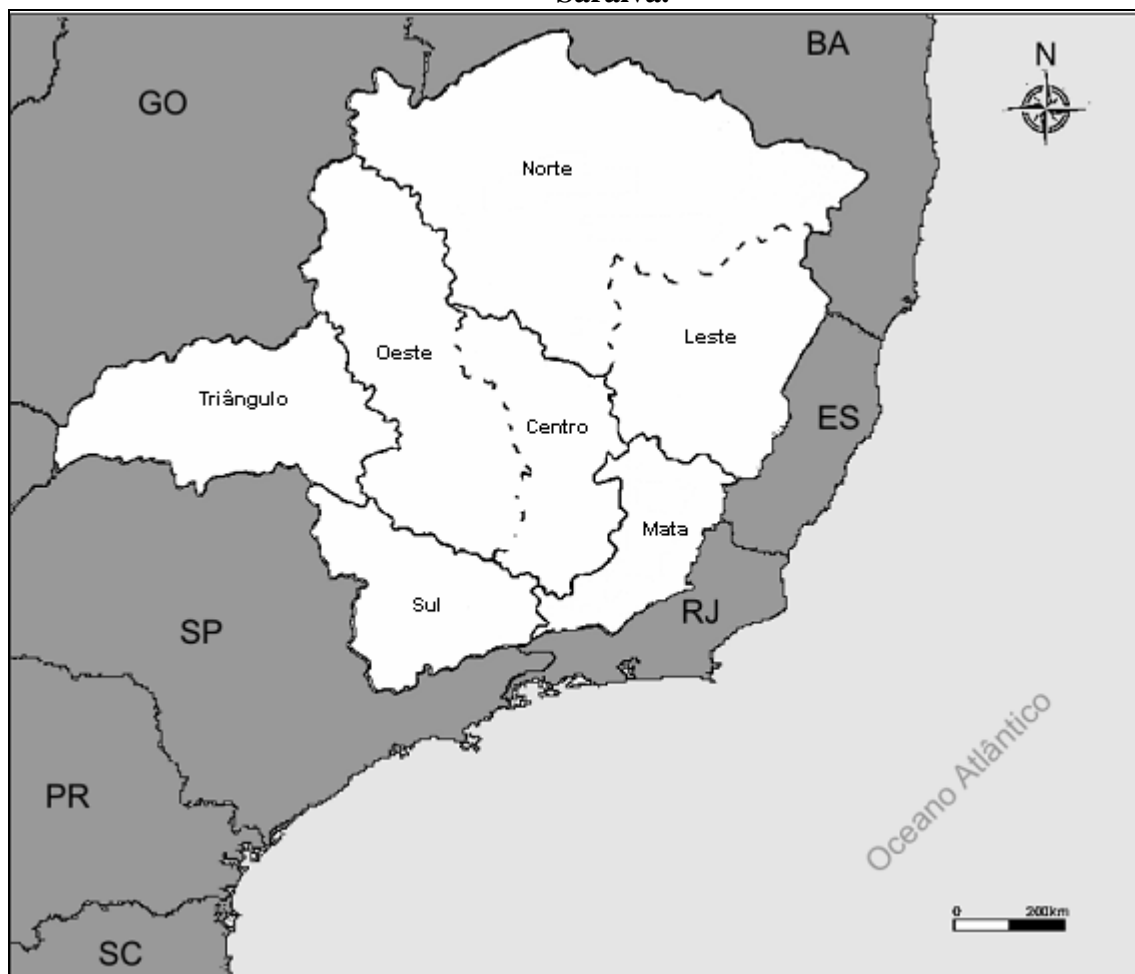 Saraiva.
BA
N
GO
Norte
Leste
Oeste
Triângulo
Centro
ES
Mata
Sul
RJ
SP
Oceano Atlântico
PR
0 200km
SC